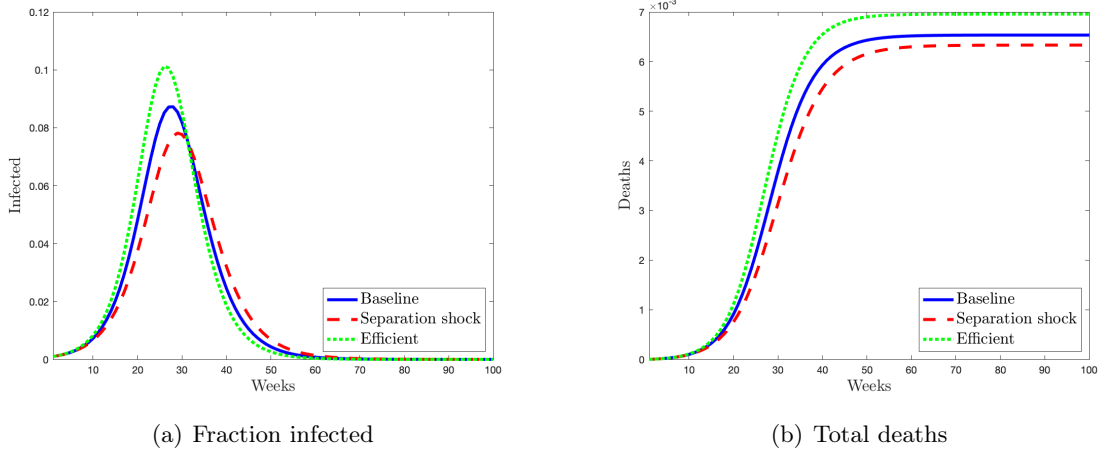 0.12
0.1
0.08
0.06
0.04
0.02
0
Infected
10 20 30 40 50 60 70 80 90 100
Weeks
Baseline
Separation shock
Efficient
(a) Fraction infected
×10⁻³
7
6
5
4
3
2
1
0
Deaths
10 20 30 40 50 60 70 80 90 100
Weeks
Baseline
Separation shock
Efficient
(b) Total deaths